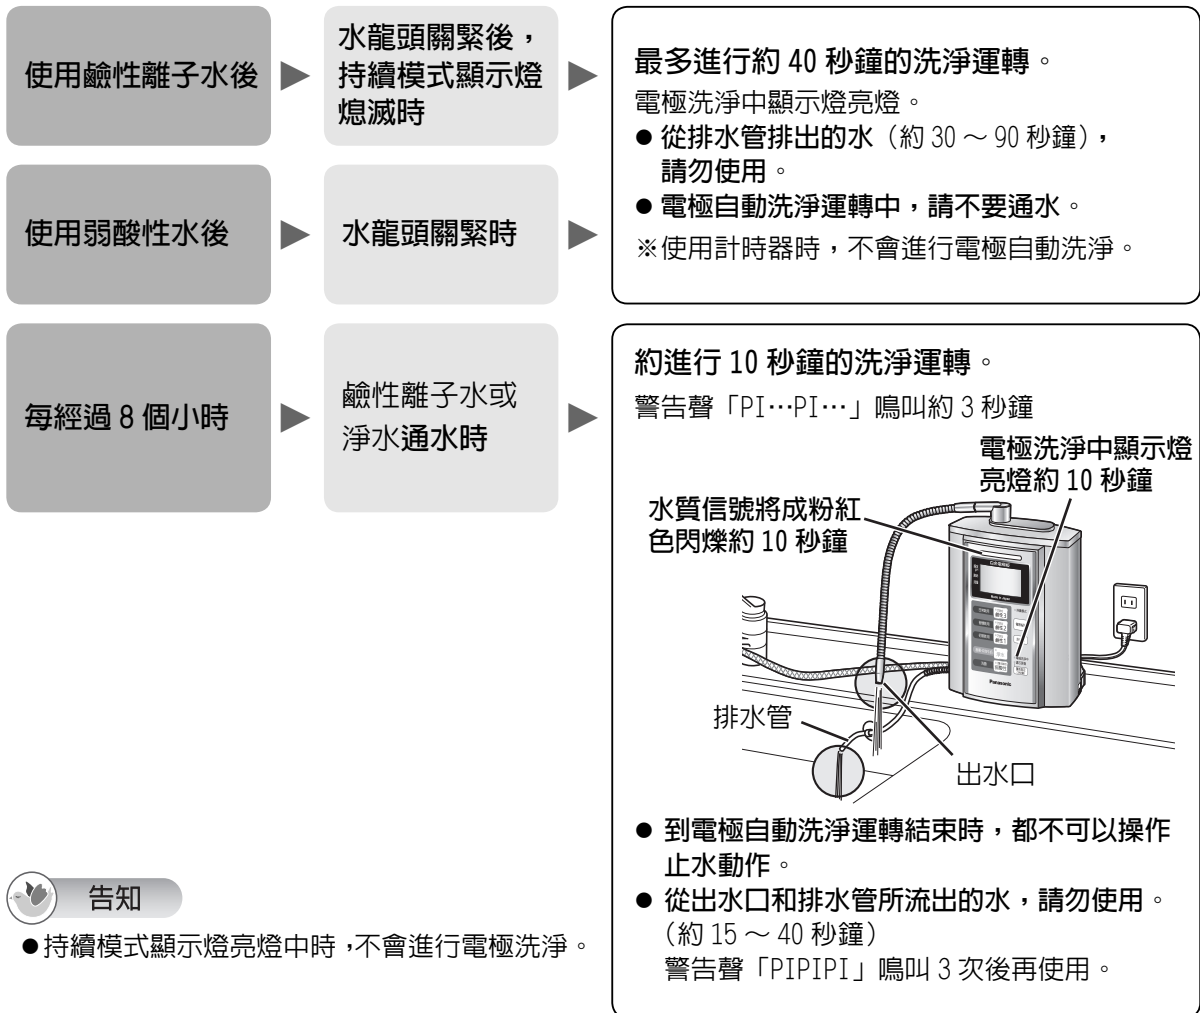 使用鹼性離子水後
水龍頭關緊後，
持續模式顯示燈
熄滅時
最多進行約 40 秒鐘的洗淨運轉。
電極洗淨中顯示燈亮燈。
● 從排水管排出的水（約 30 ～ 90 秒鐘），
請勿使用。
● 電極自動洗淨運轉中，請不要通水。
※使用計時器時，不會進行電極自動洗淨。
使用弱酸性水後
水龍頭關緊時
每經過 8 個小時
鹼性離子水或
淨水通水時
約進行 10 秒鐘的洗淨運轉。
警告聲「PI…PI…」鳴叫約 3 秒鐘
電極洗淨中顯示燈
亮燈約 10 秒鐘
水質信號將成粉紅
色閃爍約 10 秒鐘
Panasonic
排水管
出水口
● 到電極自動洗淨運轉結束時，都不可以操作
止水動作。
● 從出水口和排水管所流出的水，請勿使用。
（約 15 ～ 40 秒鐘）
警告聲「PIPIPI」鳴叫 3 次後再使用。
告知
●持續模式顯示燈亮燈中時，不會進行電極洗淨。